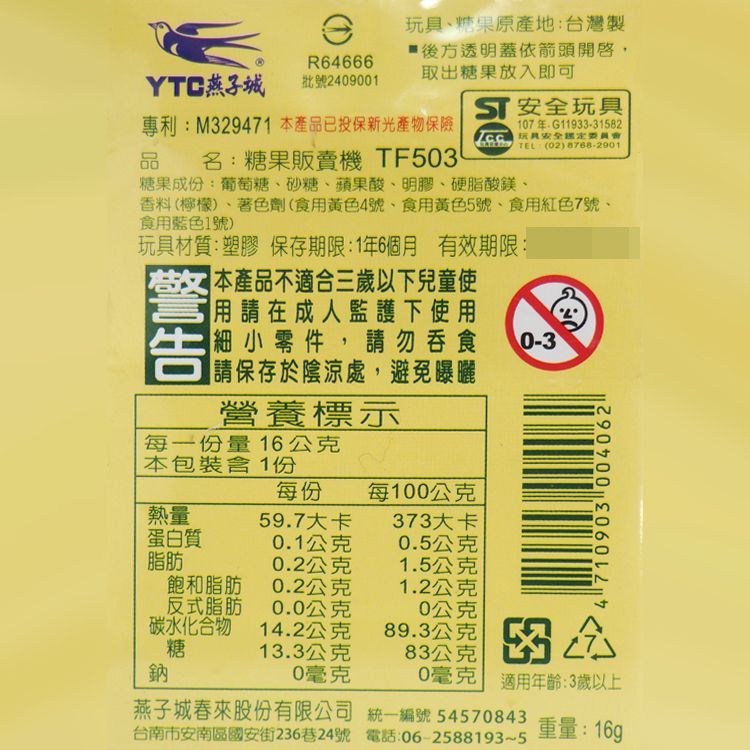 玩具、糖果原產地:台灣製
■後方透明蓋依箭頭開啓,
取出糖果放入即可
R64666
批號2409001
YTC燕子城®
專利:M329471 本產品已投保新光產物保險
ST 安全玩具
107年-G11933-31582
玩具安全鑑定委員會
TEL:(02)8768-2901
品 名:糖果販賣機 TF503
糖果成份:葡萄糖、砂糖、蘋果酸、明膠、硬脂酸鎂、
香料(檸檬)、著色劑(食用黃色4號、食用黃色5號、食用紅色7號、
食用藍色1號)
玩具材質:塑膠 保存期限:1年6個月 有效期限:
警告
本產品不適合三歲以下兒童使
用請在成人監護下使用
細小零件,請勿吞食
請保存於陰涼處,避免曝曬
0-3
營養標示
每一份量16公克
本包裝含1份
每份 每100公克
熱量 59.7大卡 373大卡
蛋白質 0.1公克 0.5公克
脂肪 0.2公克 1.5公克
飽和脂肪 0.2公克 1.2公克
反式脂肪 0.0公克 0公克
碳水化合物 14.2公克 89.3公克
糖 13.3公克 83公克
鈉 0毫克 0毫克
4 710903 004062
7
適用年齡:3歲以上
燕子城春來股份有限公司 統一編號 54570843
台南市安南區國安街236巷24號 電話:06-2588193~5
重量:16g